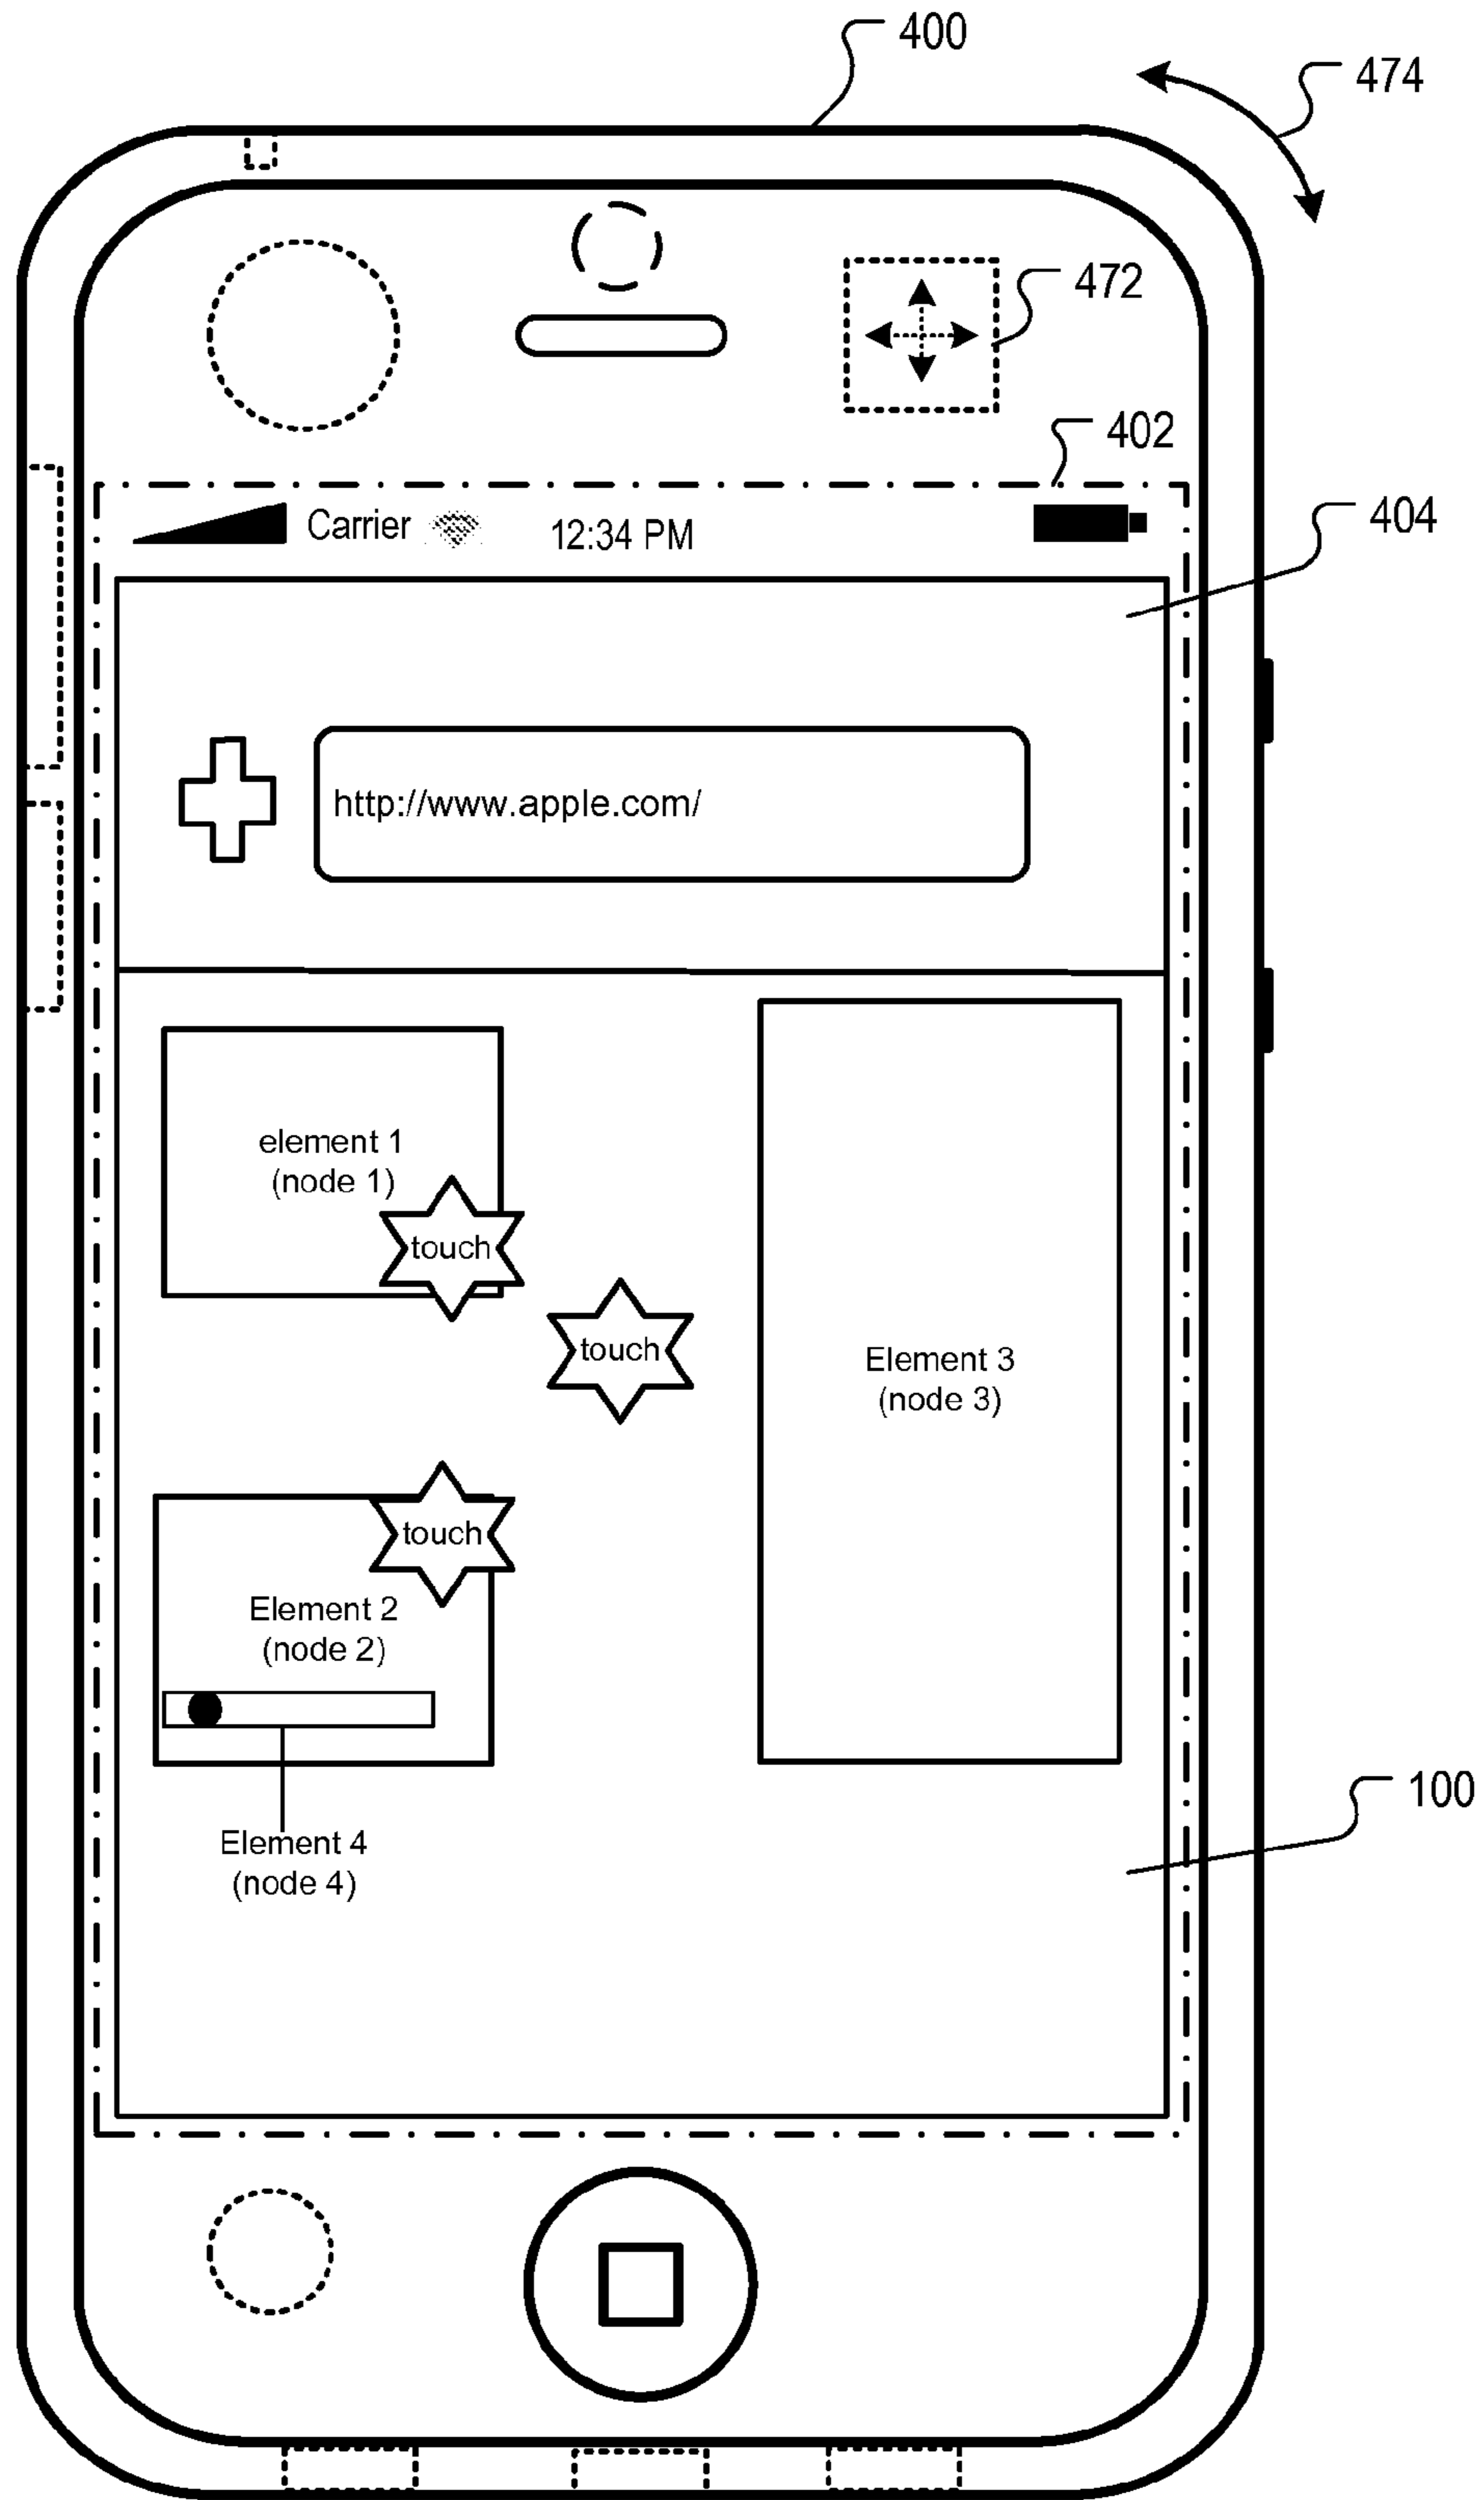 400
474
472
402
Carrier 12:34 PM
404
http://www.apple.com/
element 1
(node 1)
touch
touch
Element 3
(node 3)
touch
Element 2
(node 2)
100
Element 4
(node 4)